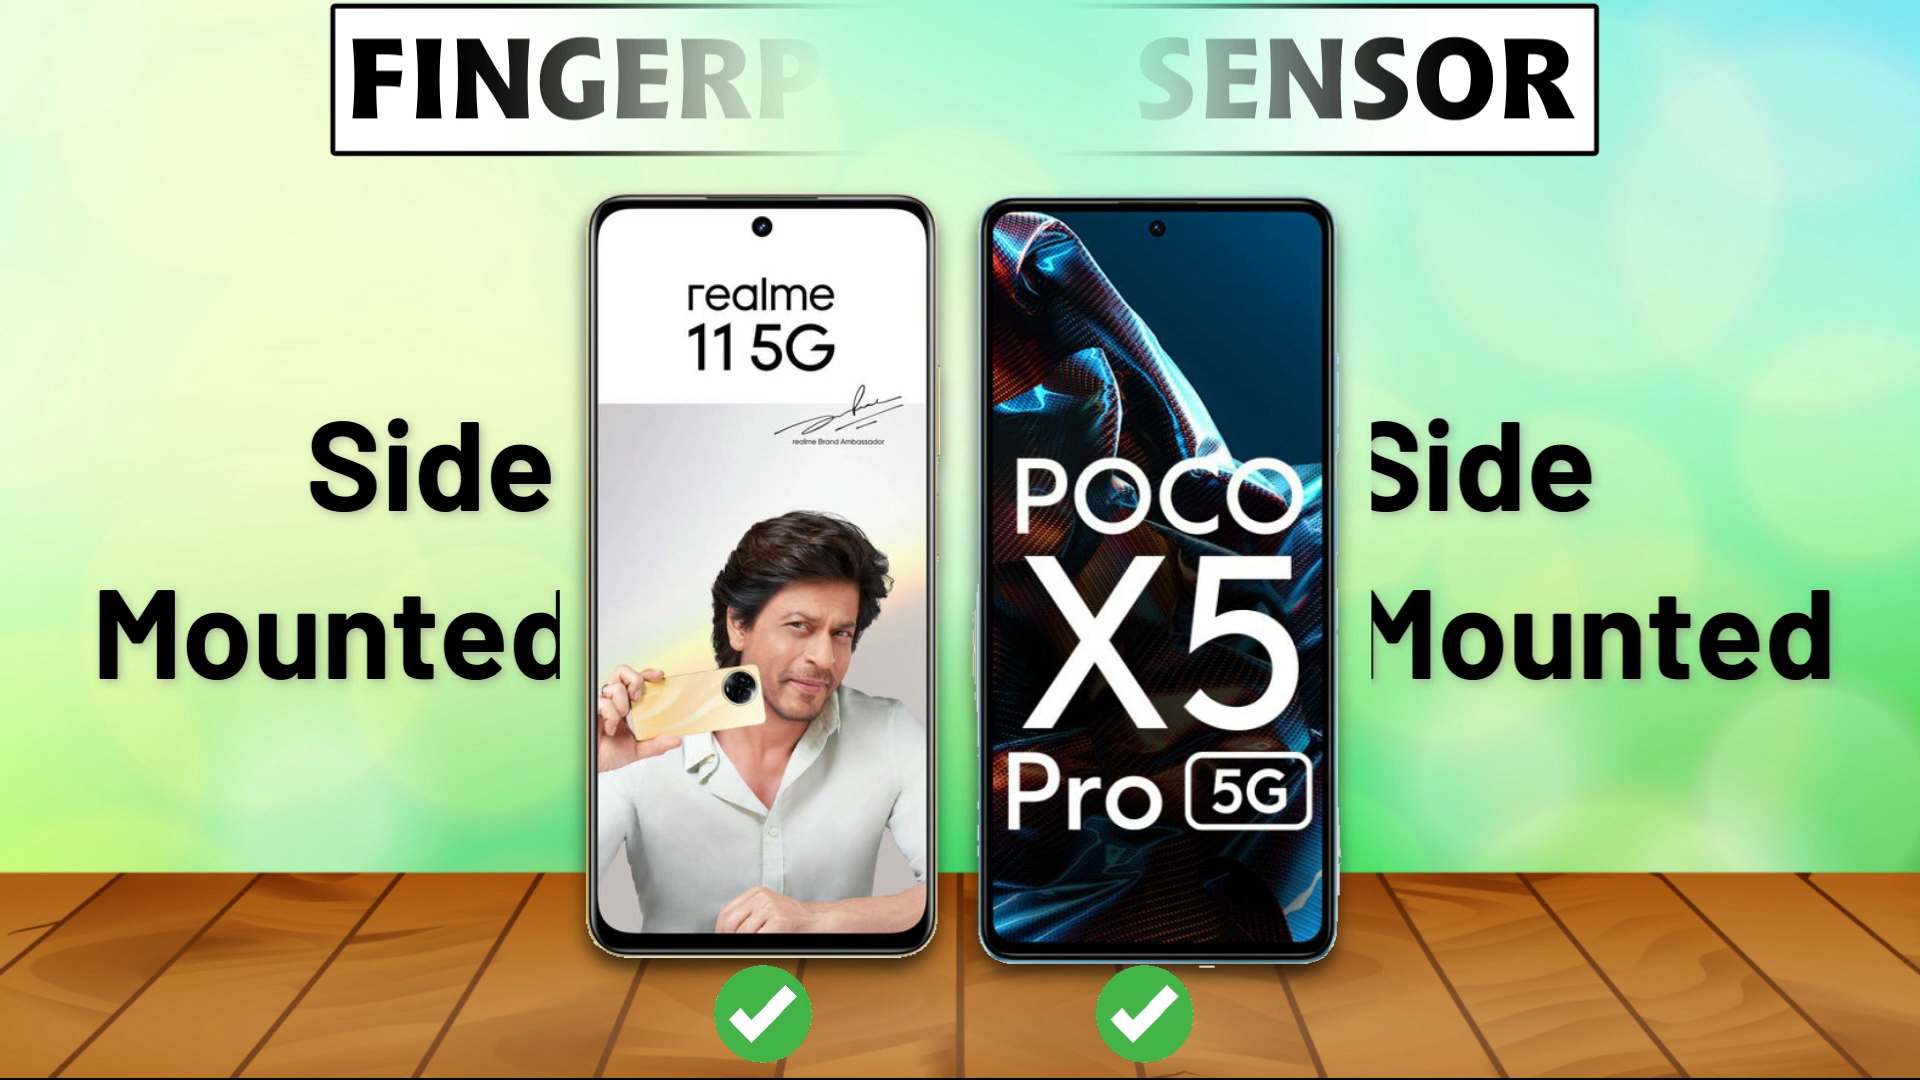 FINGERP SENSOR
realme
11 5G
realme Brand Ambassador
Side
Mounted
POCO
X5
Pro 5G
Side
Mounted